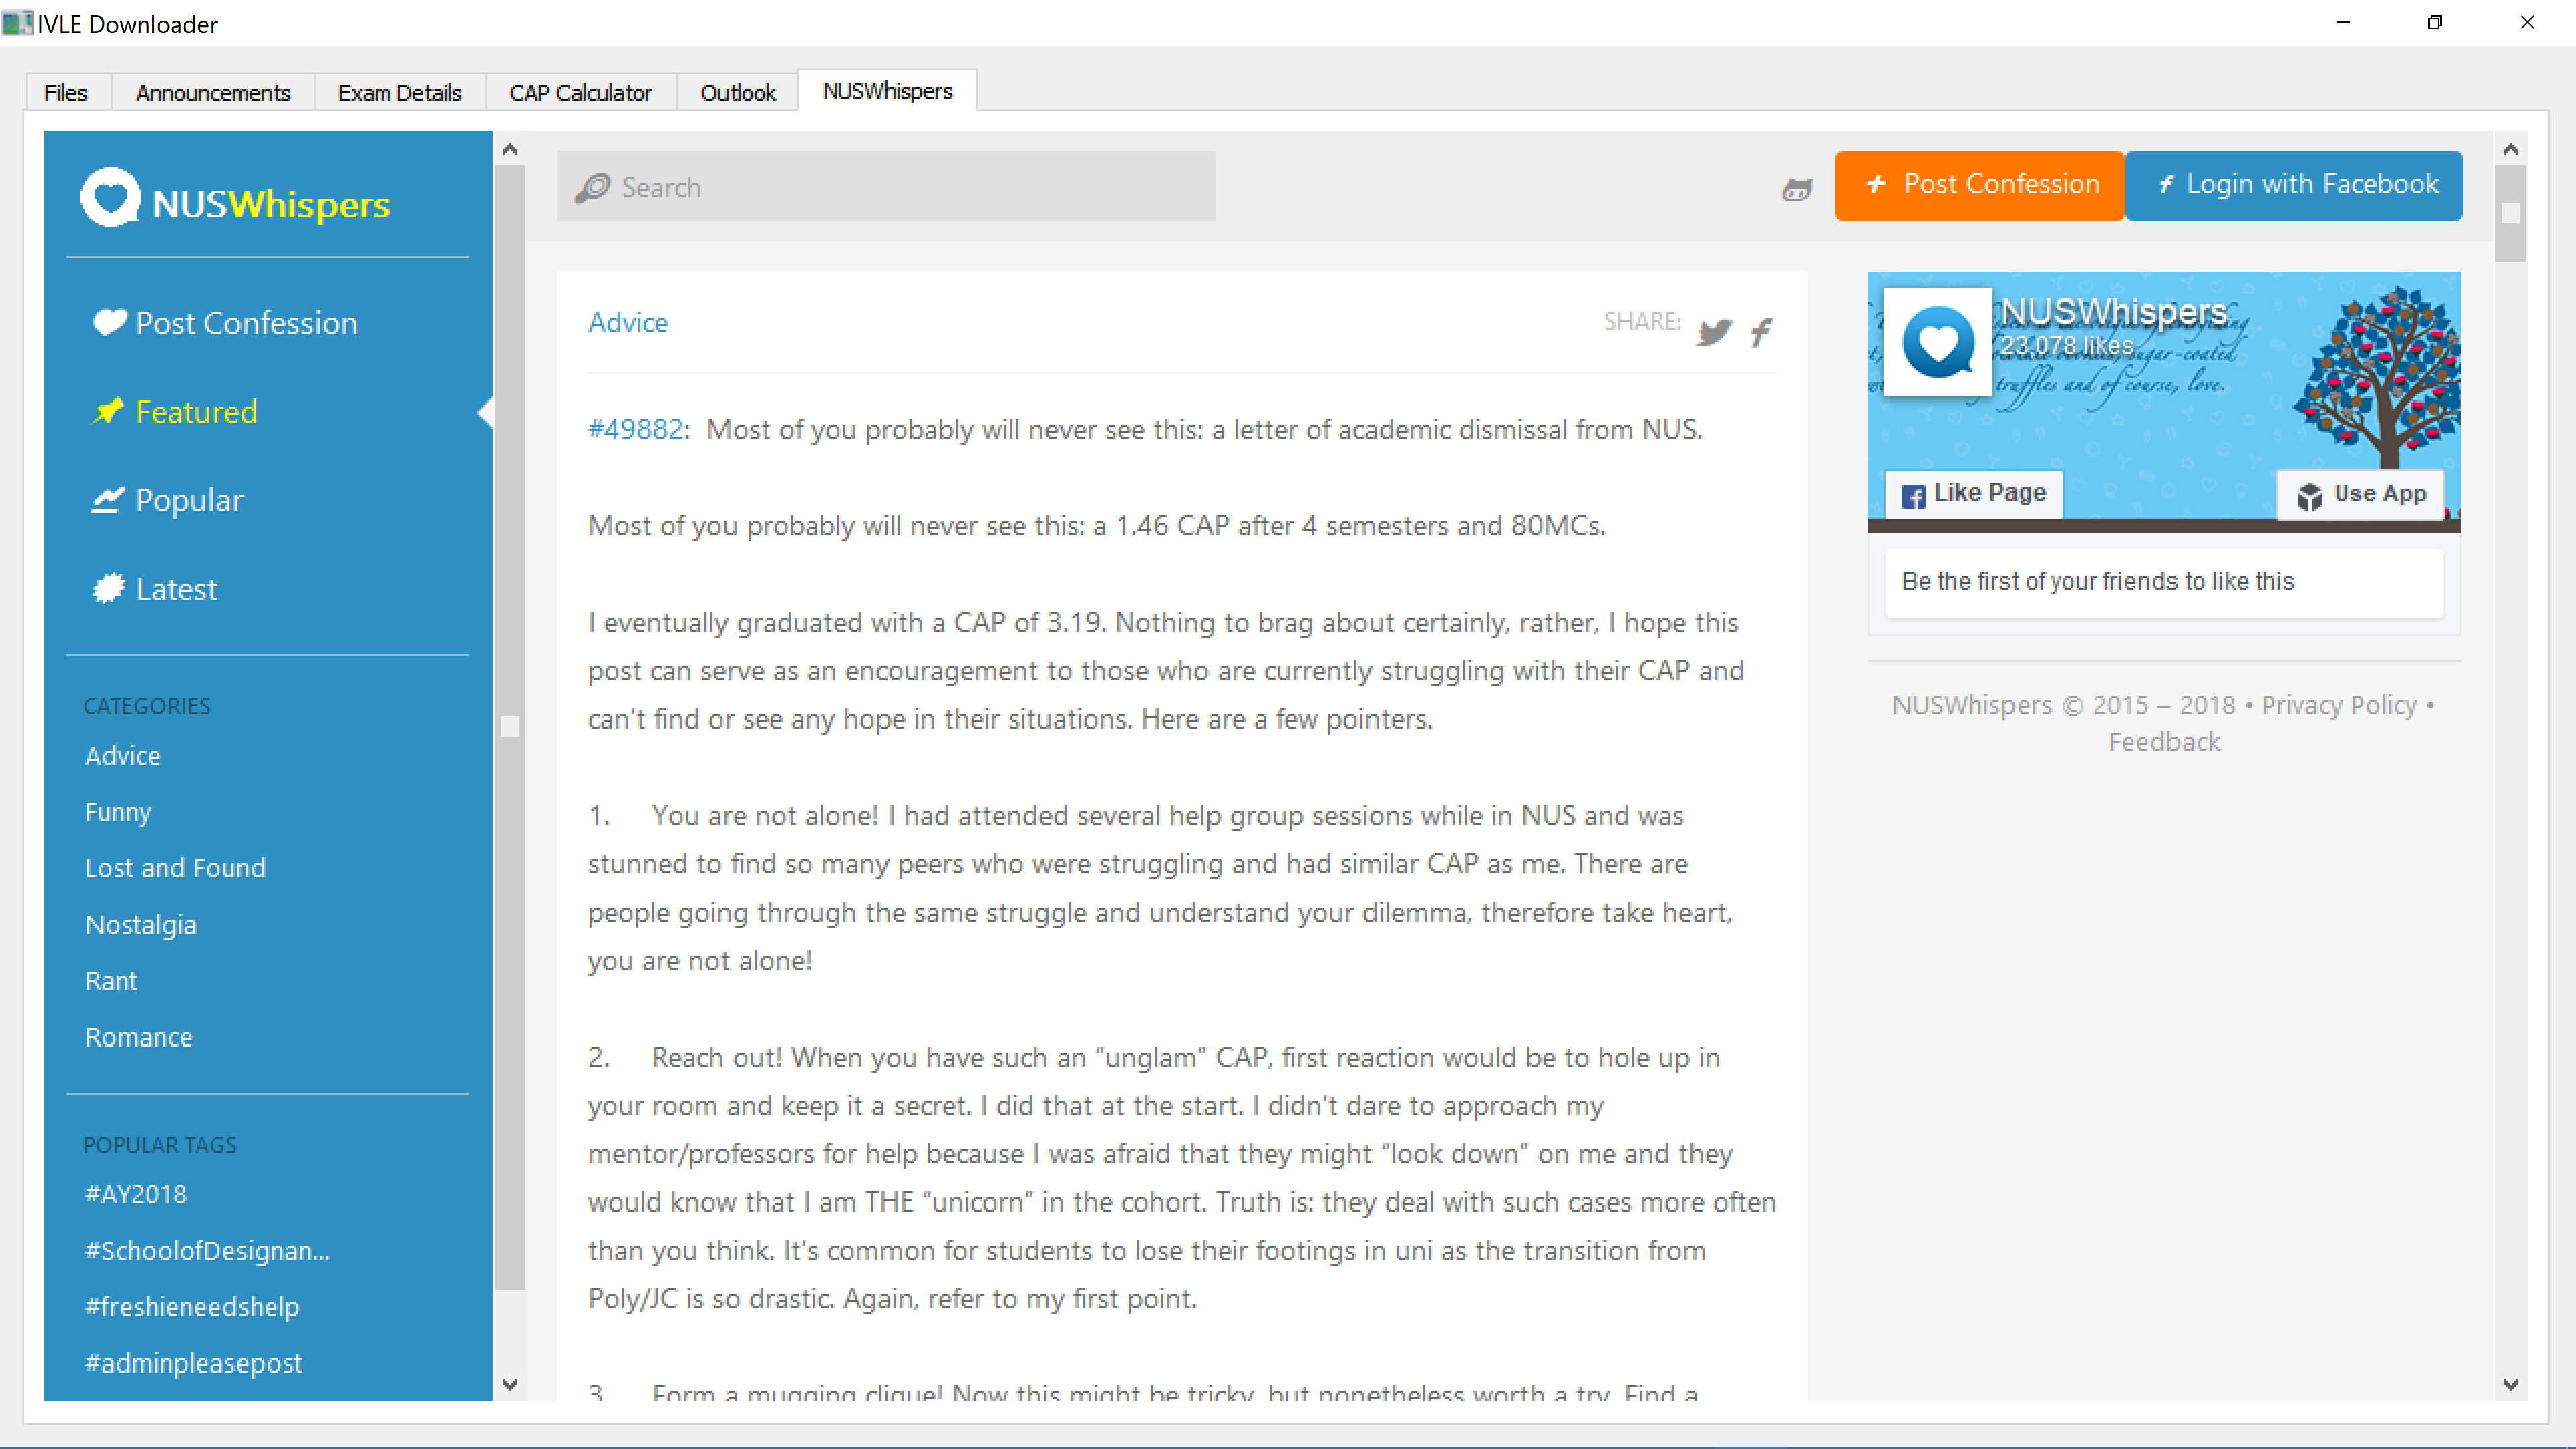 IVLE Downloader
Files
Announcements
Exam Details
CAP Calculator
Outlook
NUSWhispers
NUSWhispers
Post Confession
Featured
Popular
Latest
CATEGORIES
Advice
Funny
Lost and Found
Nostalgia
Rant
Romance
POPULAR TAGS
#AY2018
#SchoolofDesignan...
#freshieneedshelp
#adminpleasepost
Search
Post Confession
Login with Facebook
Advice
SHARE:
#49882: Most of you probably will never see this: a letter of academic dismissal from NUS.
Most of you probably will never see this: a 1.46 CAP after 4 semesters and 80MCs.
I eventually graduated with a CAP of 3.19. Nothing to brag about certainly, rather, I hope this
post can serve as an encouragement to those who are currently struggling with their CAP and
can't find or see any hope in their situations. Here are a few pointers.
1. You are not alone! I had attended several help group sessions while in NUS and was
stunned to find so many peers who were struggling and had similar CAP as me. There are
people going through the same struggle and understand your dilemma, therefore take heart,
you are not alone!
2. Reach out! When you have such an “unglam” CAP, first reaction would be to hole up in
your room and keep it a secret. I did that at the start. I didn't dare to approach my
mentor/professors for help because I was afraid that they might “look down” on me and they
would know that I am THE “unicorn” in the cohort. Truth is: they deal with such cases more often
than you think. It's common for students to lose their footings in uni as the transition from
Poly/JC is so drastic. Again, refer to my first point.
3. Form a mugging clique! Now this might be tricky, but nonetheless worth a try. Find a
NUSWhispers
23,078 likes
sugar-coated
truffles and of course, love.
Like Page
Use App
Be the first of your friends to like this
NUSWhispers © 2015 – 2018 • Privacy Policy •
Feedback